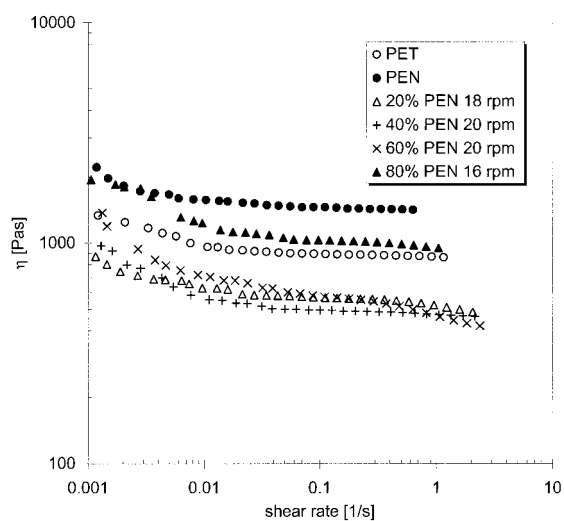 10000
PET
PEN
20% PEN 18 rpm
40% PEN 20 rpm
60% PEN 20 rpm
80% PEN 16 rpm
η [Pas]
1000
100
0.001 0.01 0.1 1 10
shear rate [1/s]